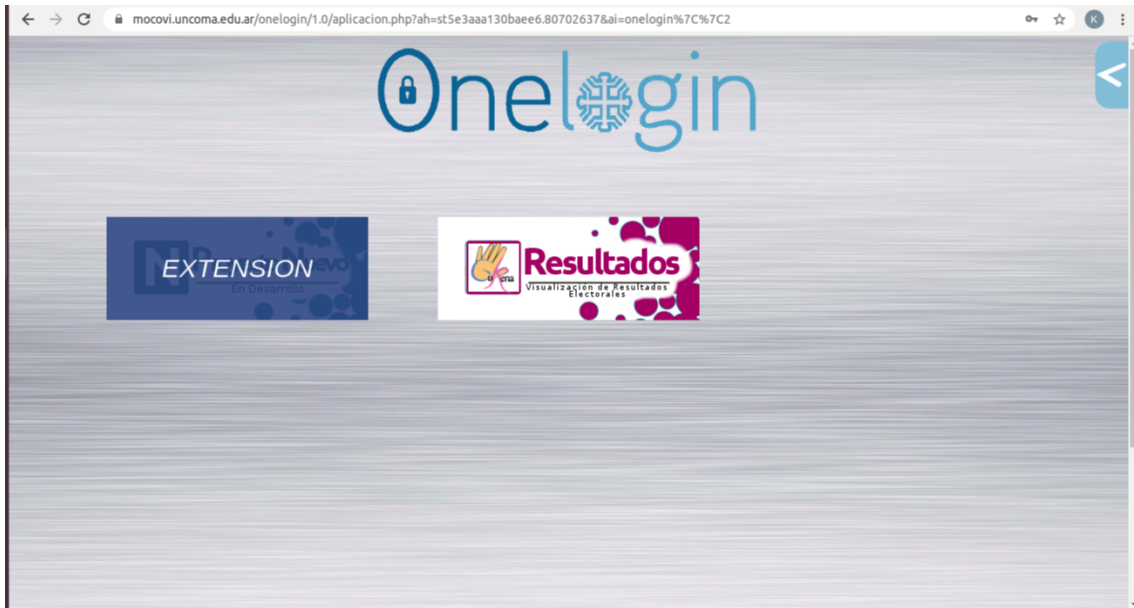 mocovi.uncoma.edu.ar/onelogin/1.0/aplicacion.php?ah=st5e3aaa130baee6.80702637&ai=onelogin%7C%7C2
K
Onelogin
EXTENSION
En Desarrollo
Resultados
Visualización de Resultados
Electorales